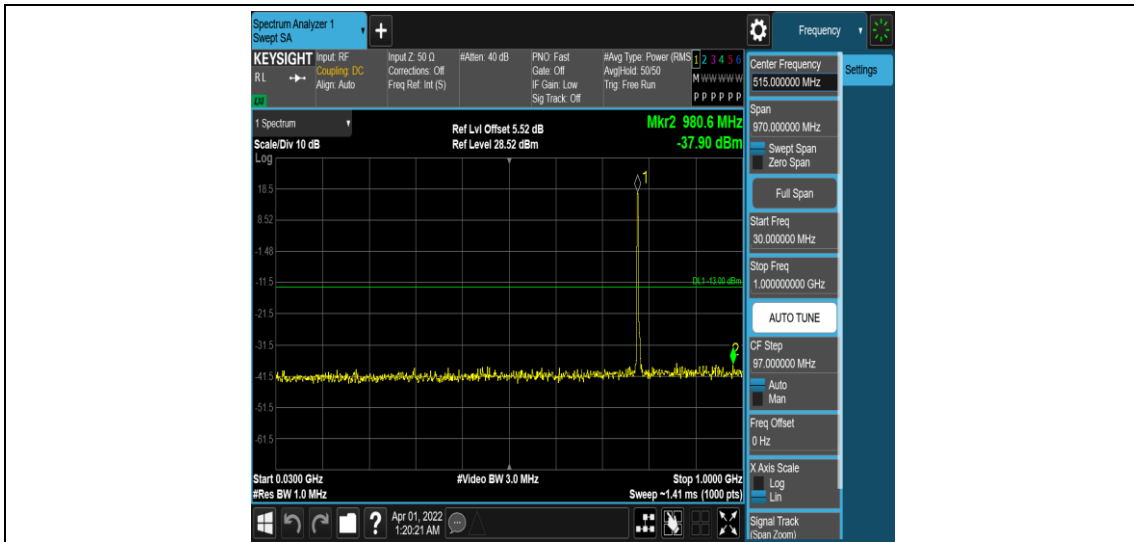 Spectrum Analyzer 1
Swept SA
Frequency
KEYSIGHT
RL
LXI
Input: RF
Coupling: DC
Align: Auto
Input Z: 50 Ω
Corrections: Off
Freq Ref: Int (S)
#Atten: 40 dB
PNO: Fast
Gate: Off
IF Gain: Low
Sig Track: Off
#Avg Type: Power (RMS
Avg|Hold: 50/50
Trig: Free Run
1 2 3 4 5 6
M W W W W W
P P P P P P
1 Spectrum
Scale/Div 10 dB
Log
Ref Lvl Offset 5.52 dB
Ref Level 28.52 dBm
Mkr2 980.6 MHz
-37.90 dBm
1
18.5
8.52
-1.48
-11.5
DL1 -13.00 dBm
-21.5
-31.5
2
-41.5
-51.5
-61.5
Start 0.0300 GHz
#Video BW 3.0 MHz
Stop 1.0000 GHz
#Res BW 1.0 MHz
Sweep ~1.41 ms (1000 pts)
?
Apr 01, 2022
1:20:21 AM
Center Frequency
515.000000 MHz
Settings
Span
970.000000 MHz
Swept Span
Zero Span
Full Span
Start Freq
30.000000 MHz
Stop Freq
1.000000000 GHz
AUTO TUNE
CF Step
97.000000 MHz
Auto
Man
Freq Offset
0 Hz
X Axis Scale
Log
Lin
Signal Track
(Span Zoom)